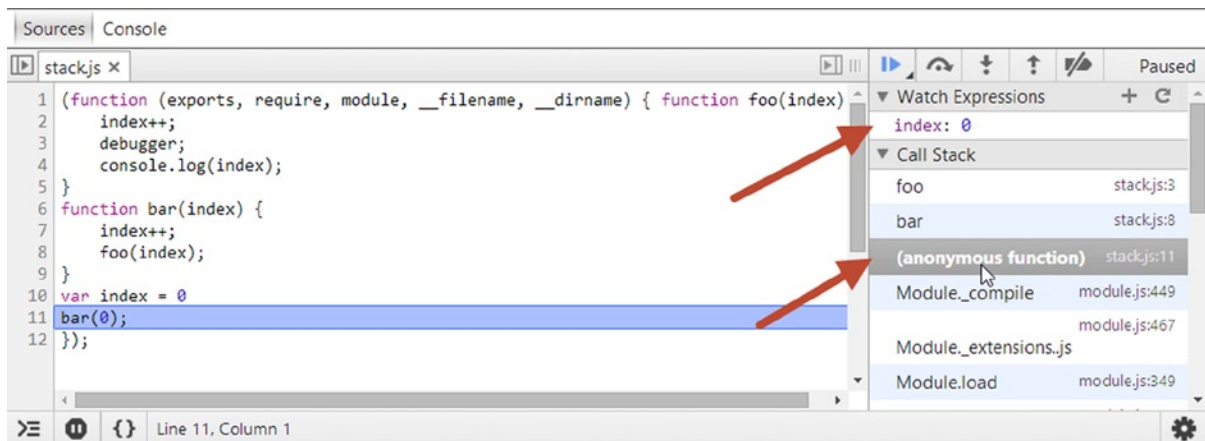 Sources Console
stack.js × Paused
1 (function (exports, require, module, __filename, __dirname) { function foo(index)
2 index++;
3 debugger;
4 console.log(index);
5 }
6 function bar(index) {
7 index++;
8 foo(index);
9 }
10 var index = 0
11 bar(0);
12 });
Watch Expressions + C
index: 0
Call Stack
foo stack.js:3
bar stack.js:8
(anonymous function) stack.js:11
Module._compile module.js:449
module.js:467
Module._extensions..js
Module.load module.js:349
{} Line 11, Column 1